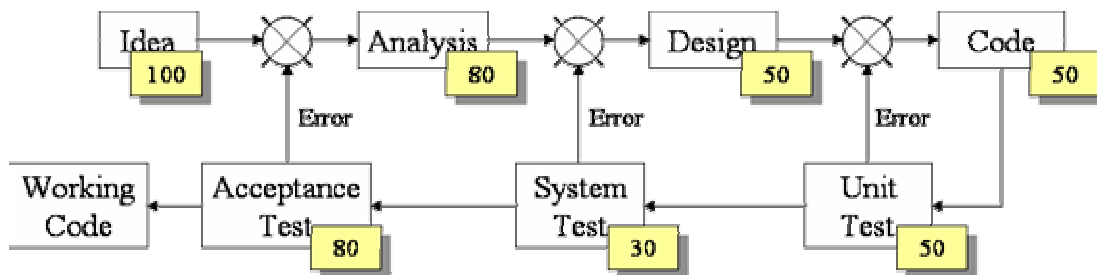 Idea
100
Analysis
80
Design
50
Code
50
Error
Error
Error
Working
Code
Acceptance
Test
80
System
Test
30
Unit
Test
50